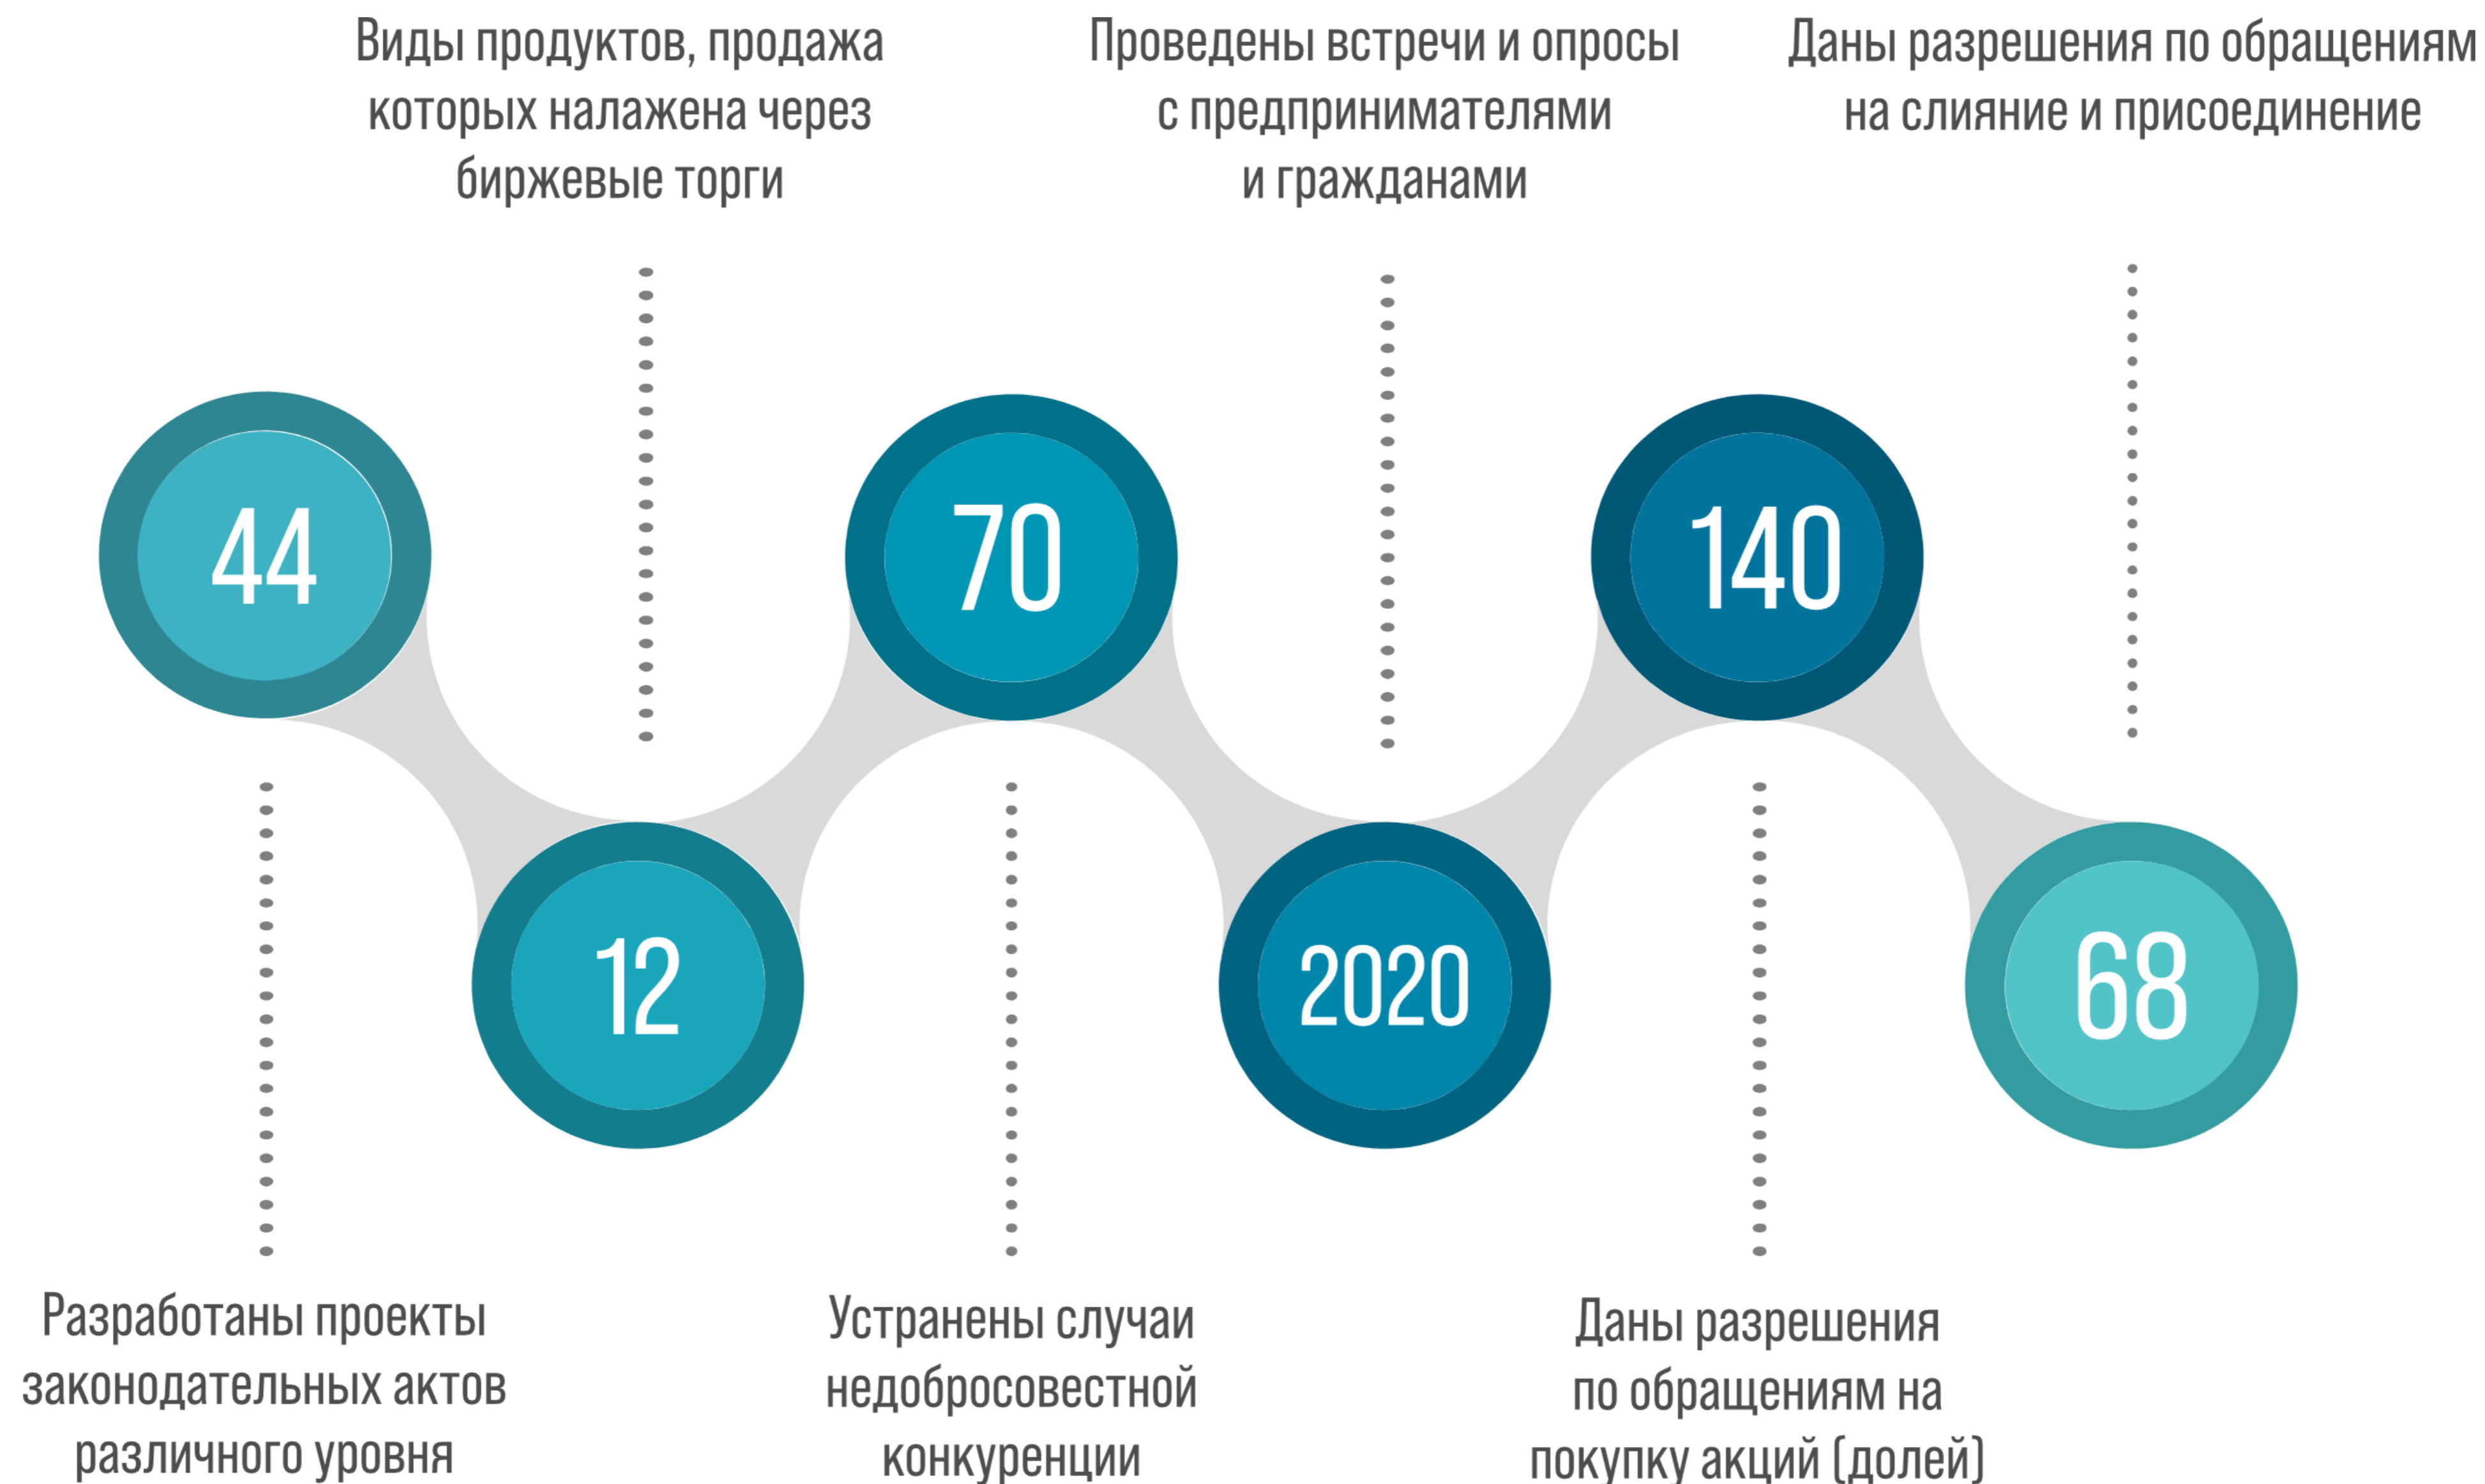 Виды продуктов, продажа
которых налажена через
биржевые торги
Проведены встречи и опросы
с предпринимателями
и гражданами
Даны разрешения по обращениям
на слияние и присоединение
44
70
140
12
2020
68
Разработаны проекты
законодательных актов
различного уровня
Устранены случаи
недобросовестной
конкуренции
Даны разрешения
по обращениям на
покупку акций (долей)